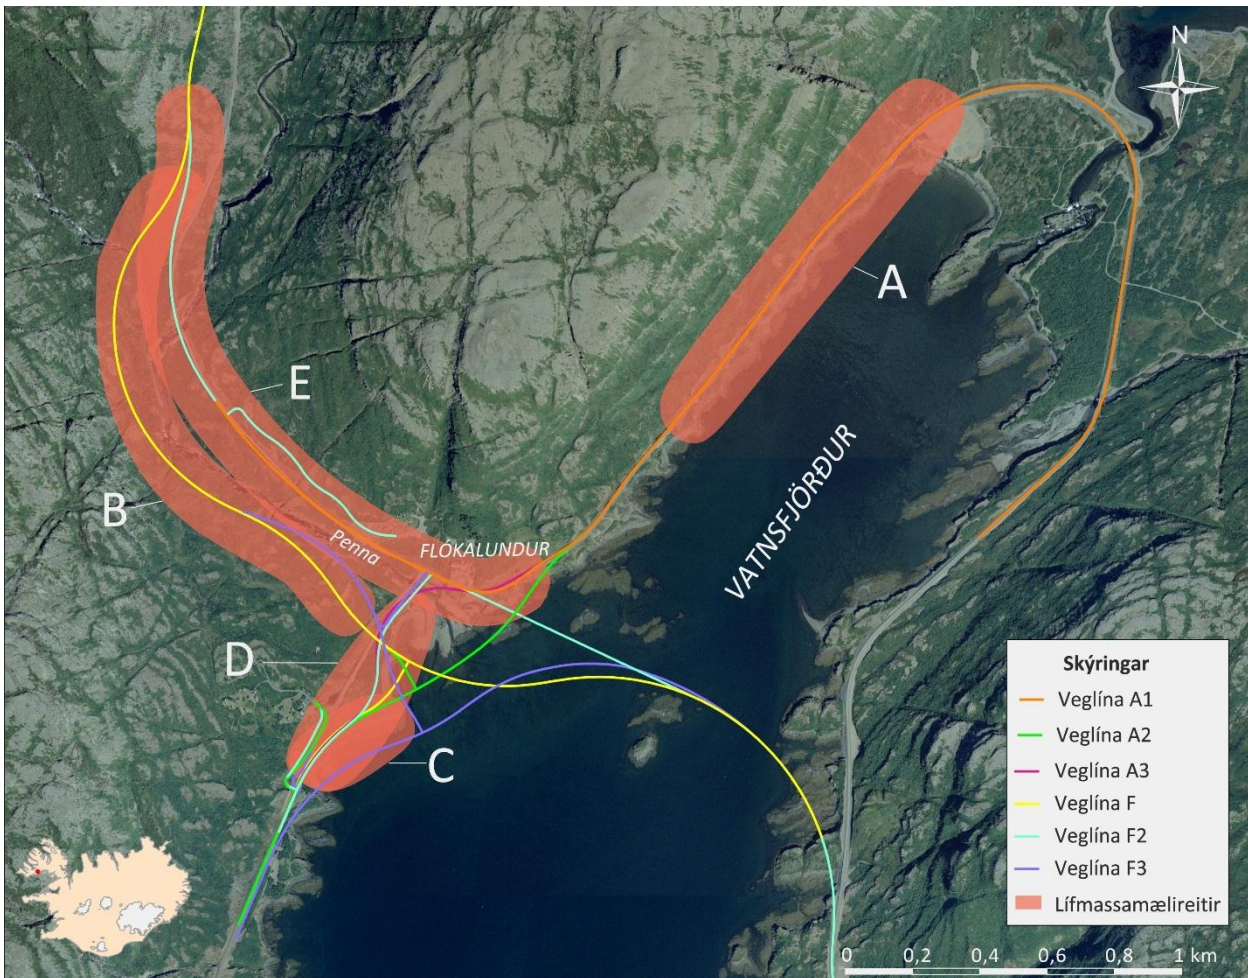 N
A
E
B
Penna
FLÓKALUNDUR
VATNSFJÖRÐUR
D
C
Skýringar
Veglína A1
Veglína A2
Veglína A3
Veglína F
Veglína F2
Veglína F3
Lífmassamælireitir
0 0,2 0,4 0,6 0,8 1 km